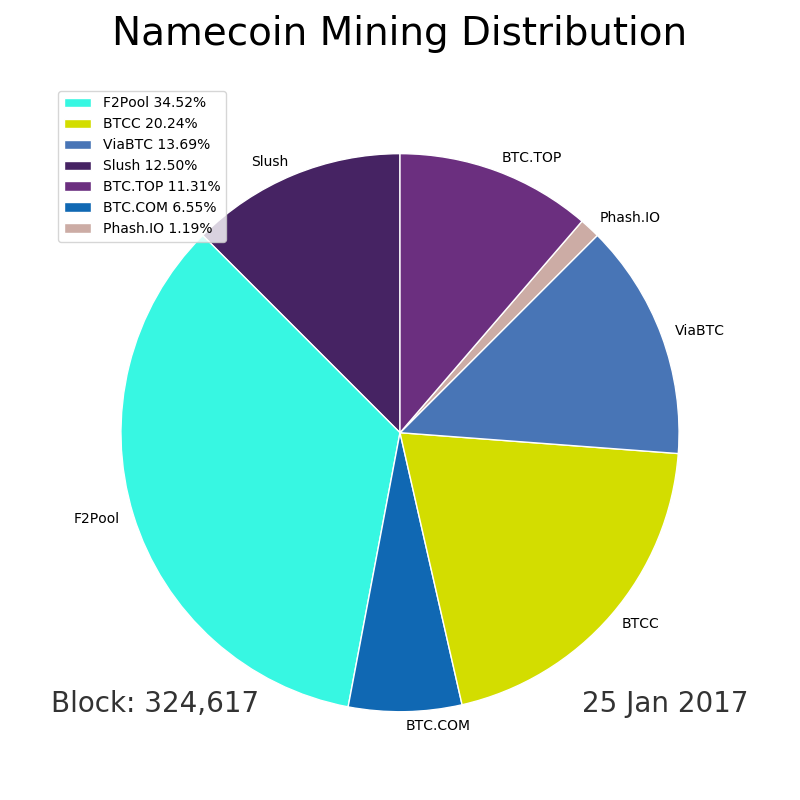 Namecoin Mining Distribution
F2Pool 34.52%
BTCC 20.24%
ViaBTC 13.69%
Slush 12.50%
BTC.TOP 11.31%
BTC.COM 6.55%
Phash.IO 1.19%
Slush
BTC.TOP
Phash.IO
ViaBTC
F2Pool
BTCC
BTC.COM
Block: 324,617
25 Jan 2017